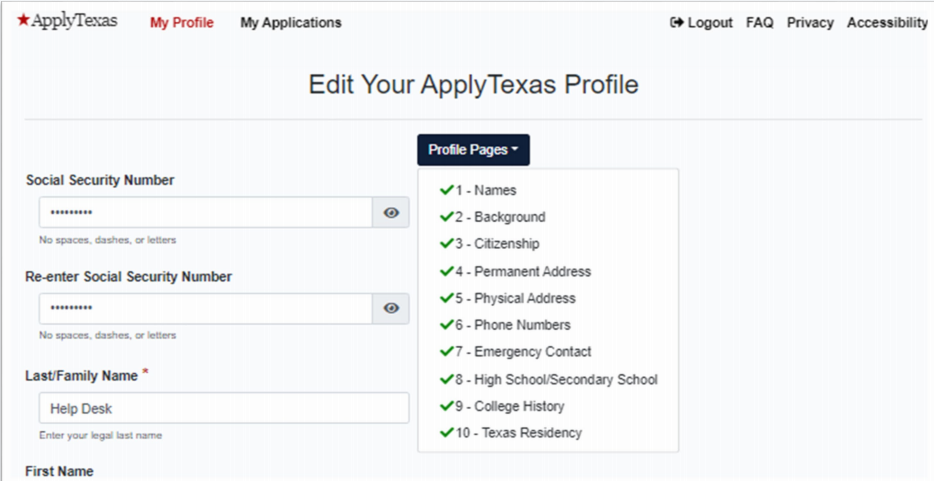 ★ApplyTexas My Profile My Applications Logout FAQ Privacy Accessibility
Edit Your ApplyTexas Profile
Profile Pages
Social Security Number
•••••••••
No spaces, dashes, or letters
Re-enter Social Security Number
•••••••••
No spaces, dashes, or letters
Last/Family Name *
Help Desk
Enter your legal last name
First Name
✔1 - Names
✔2 - Background
✔3 - Citizenship
✔4 - Permanent Address
✔5 - Physical Address
✔6 - Phone Numbers
✔7 - Emergency Contact
✔8 - High School/Secondary School
✔9 - College History
✔10 - Texas Residency